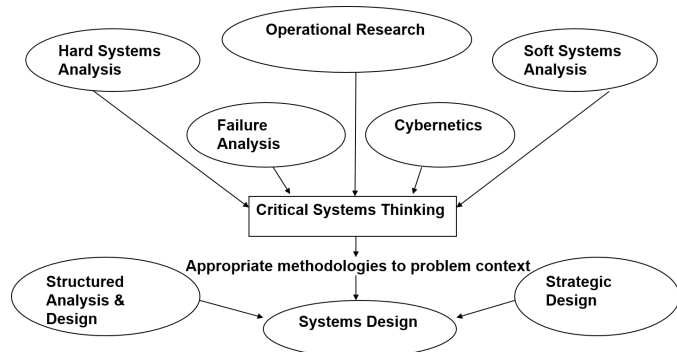 Operational Research
Hard Systems
Analysis
Soft Systems
Analysis
Failure
Analysis
Cybernetics
Critical Systems Thinking
Appropriate methodologies to problem context
Structured
Analysis &
Design
Strategic
Design
Systems Design